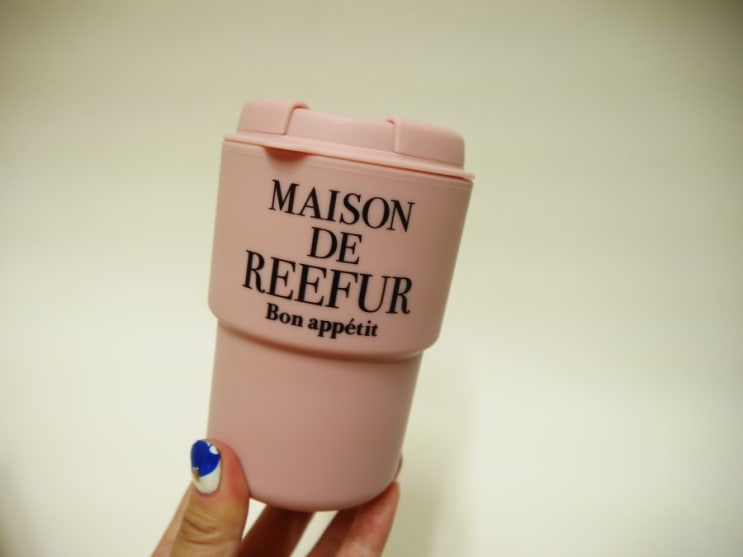 MAISON
DE
REEFUR
Bon appétit